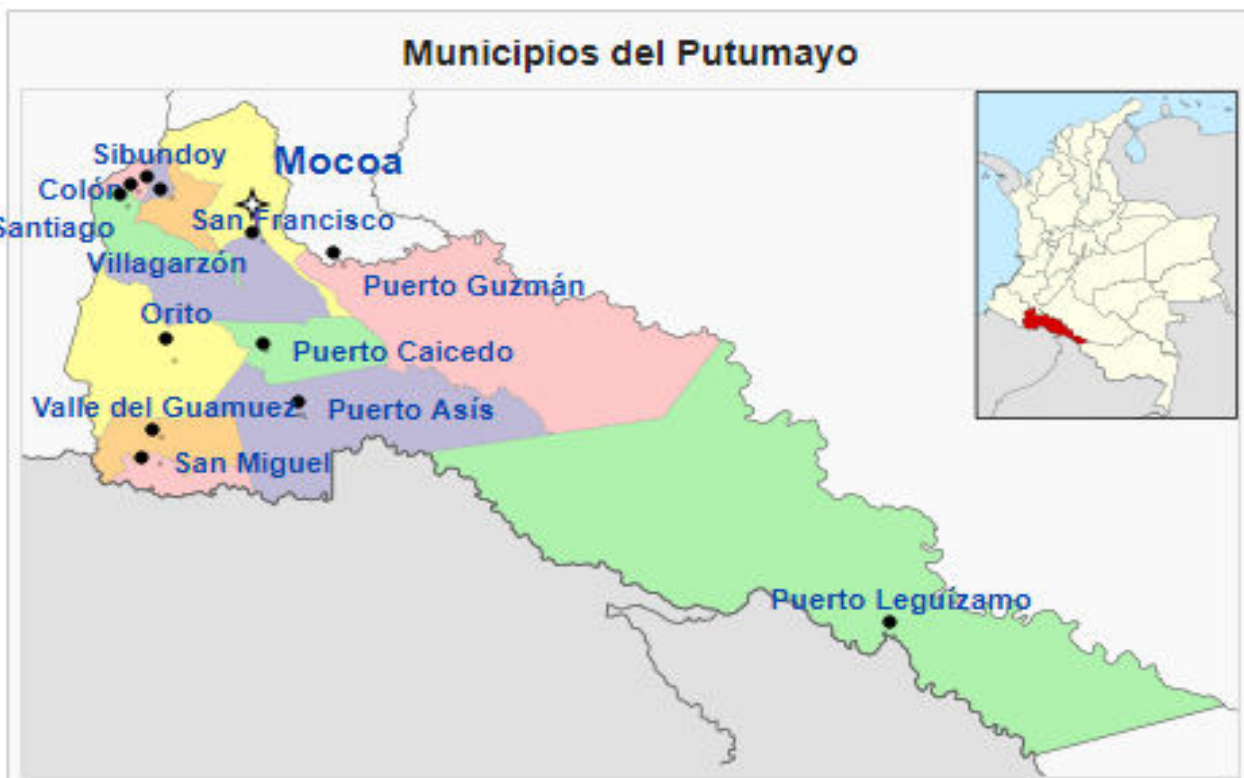 Municipios del Putumayo
Sibundoy
Mocoa
Colón
San Francisco
Santiago
Villagarzón
Puerto Guzmán
Orito
Puerto Caicedo
Valle del Guamuez
Puerto Asís
San Miguel
Puerto Leguízamo